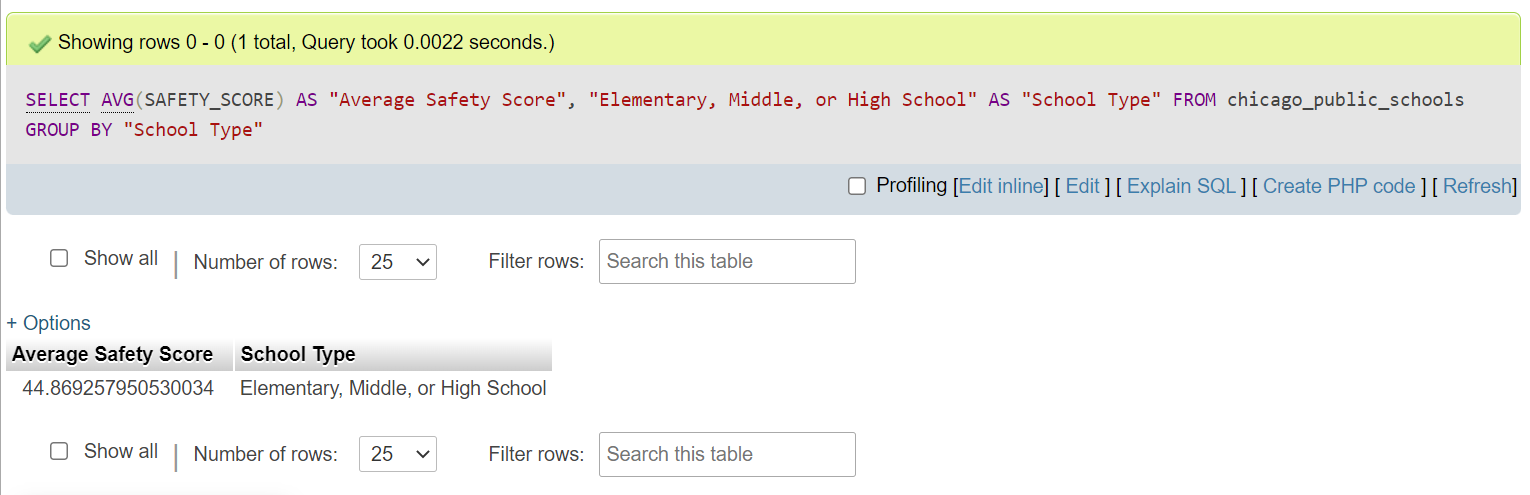 Showing rows 0 - 0 (1 total, Query took 0.0022 seconds.)
SELECT AVG(SAFETY_SCORE) AS "Average Safety Score", "Elementary, Middle, or High School" AS "School Type" FROM chicago_public_schools
GROUP BY "School Type"
Profiling [Edit inline] [ Edit ] [ Explain SQL ] [ Create PHP code ] [ Refresh]
Show all | Number of rows: 25 Filter rows: Search this table
+ Options
Average Safety Score School Type
44.869257950530034 Elementary, Middle, or High School
Show all | Number of rows: 25 Filter rows: Search this table